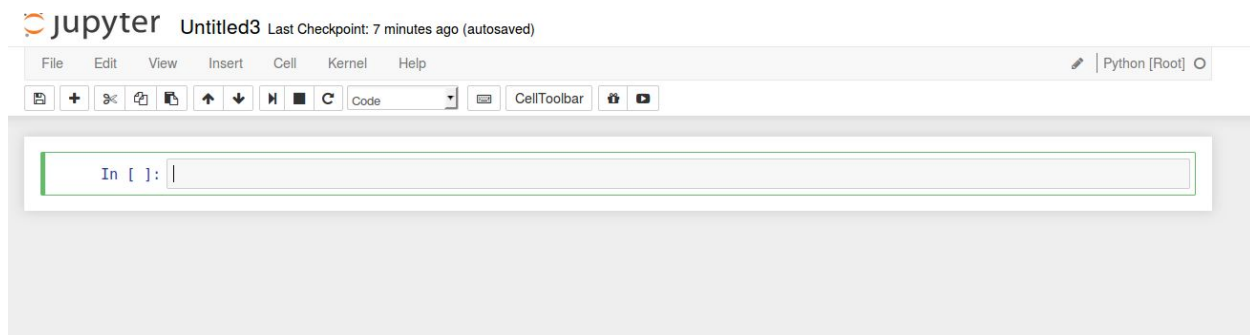 jupyter Untitled3 Last Checkpoint: 7 minutes ago (autosaved)
File Edit View Insert Cell Kernel Help Python [Root]
Code CellToolbar
In [ ]: